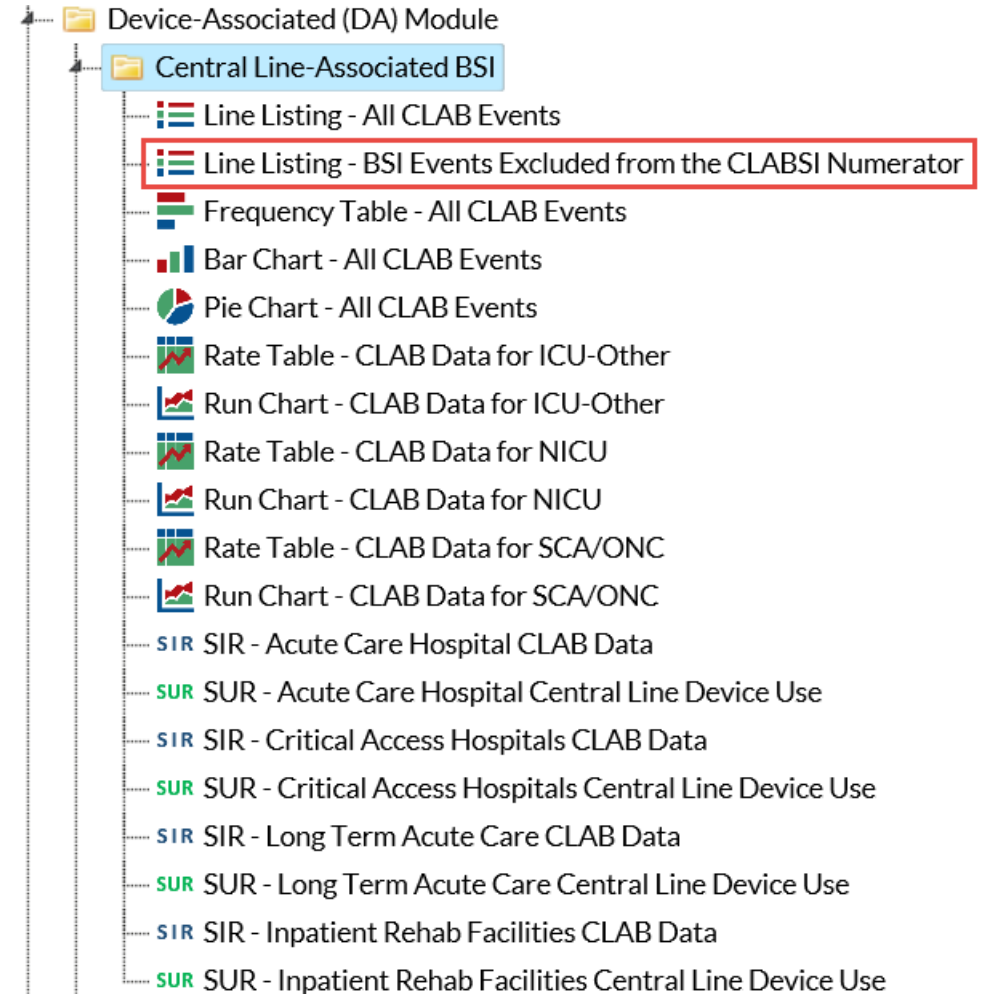 Device-Associated (DA) Module
Central Line-Associated BSI
Line Listing - All CLAB Events
Line Listing - BSI Events Excluded from the CLABSI Numerator
Frequency Table - All CLAB Events
Bar Chart - All CLAB Events
Pie Chart - All CLAB Events
Rate Table - CLAB Data for ICU-Other
Run Chart - CLAB Data for ICU-Other
Rate Table - CLAB Data for NICU
Run Chart - CLAB Data for NICU
Rate Table - CLAB Data for SCA/ONC
Run Chart - CLAB Data for SCA/ONC
SIR SIR - Acute Care Hospital CLAB Data
SUR SUR - Acute Care Hospital Central Line Device Use
SIR SIR - Critical Access Hospitals CLAB Data
SUR SUR - Critical Access Hospitals Central Line Device Use
SIR SIR - Long Term Acute Care CLAB Data
SUR SUR - Long Term Acute Care Central Line Device Use
SIR SIR - Inpatient Rehab Facilities CLAB Data
SUR SUR - Inpatient Rehab Facilities Central Line Device Use